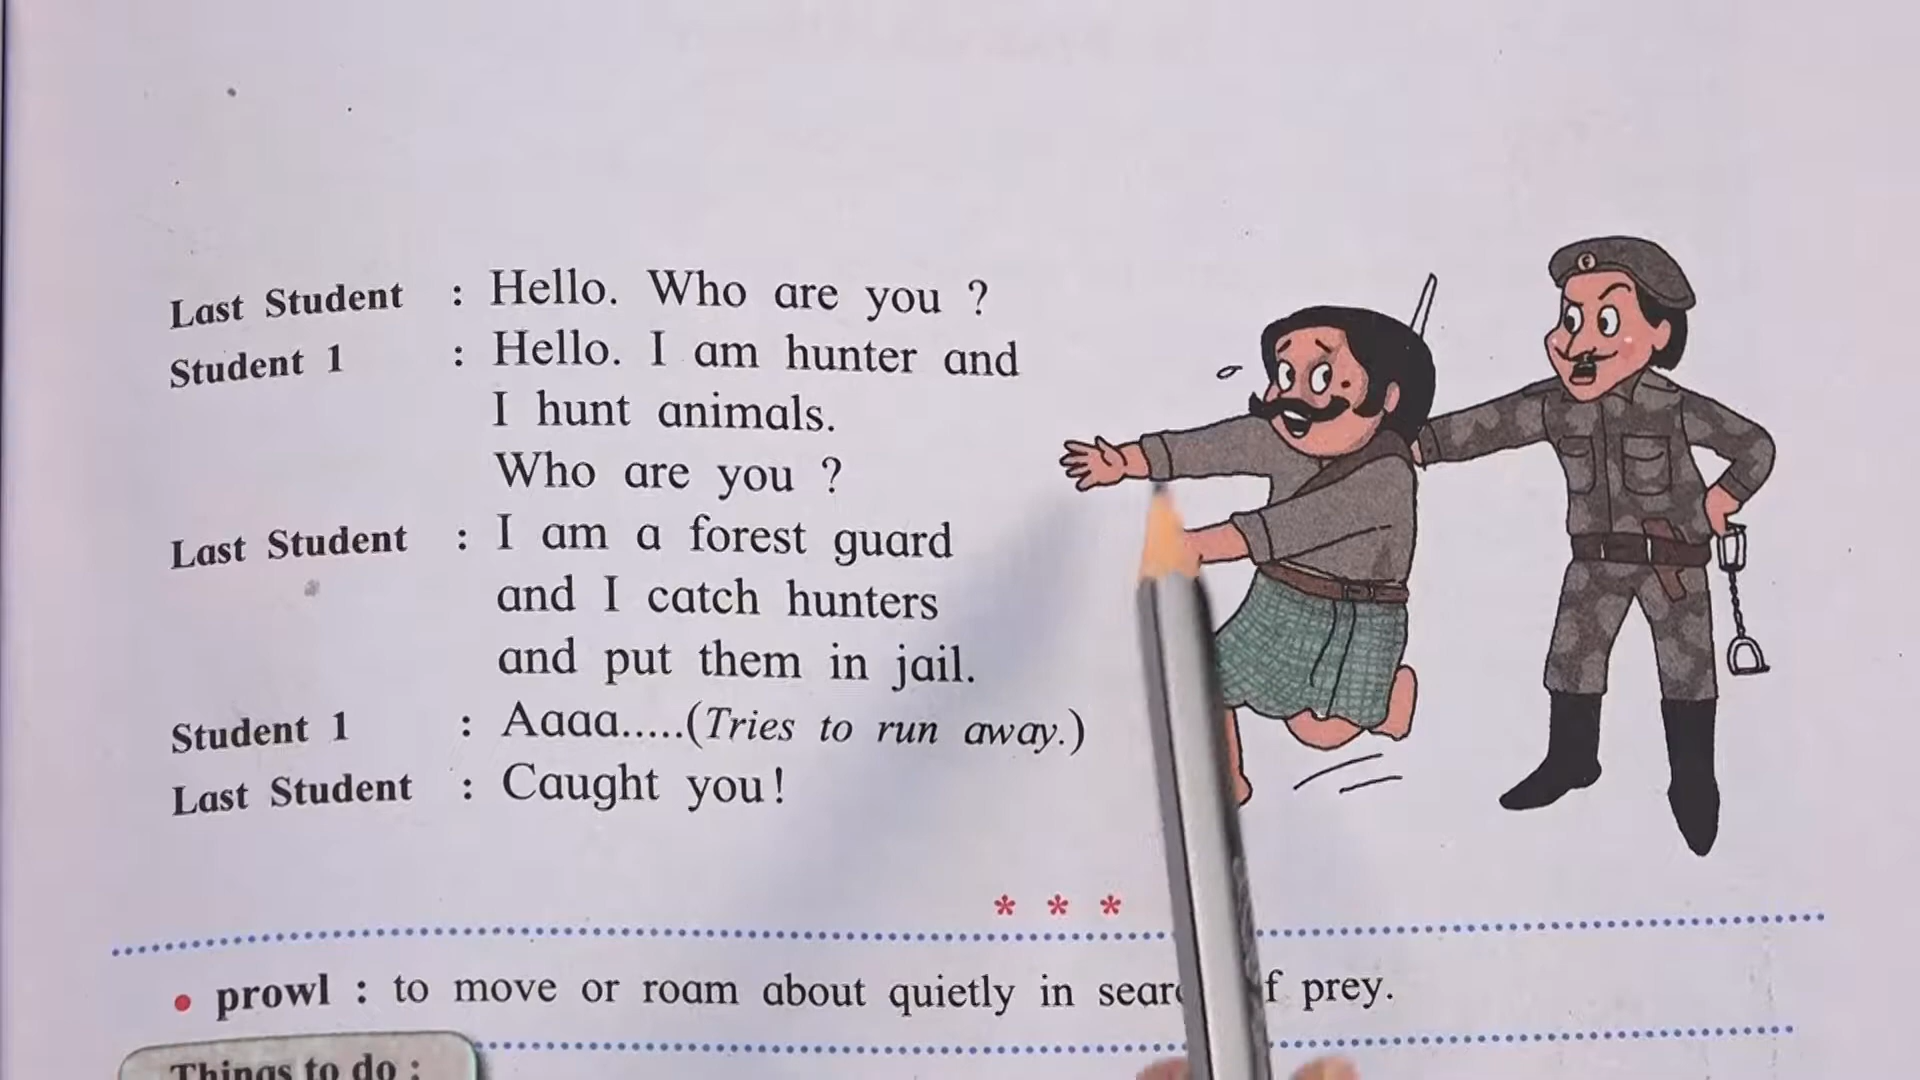 Last Student : Hello. Who are you ?
Student 1 : Hello. I am hunter and
I hunt animals.
Who are you ?
Last Student : I am a forest guard
and I catch hunters
and put them in jail.
Student 1 : Aaaa.....(Tries to run away.)
Last Student : Caught you!
* * *
• prowl : to move or roam about quietly in prey.
Things to do :